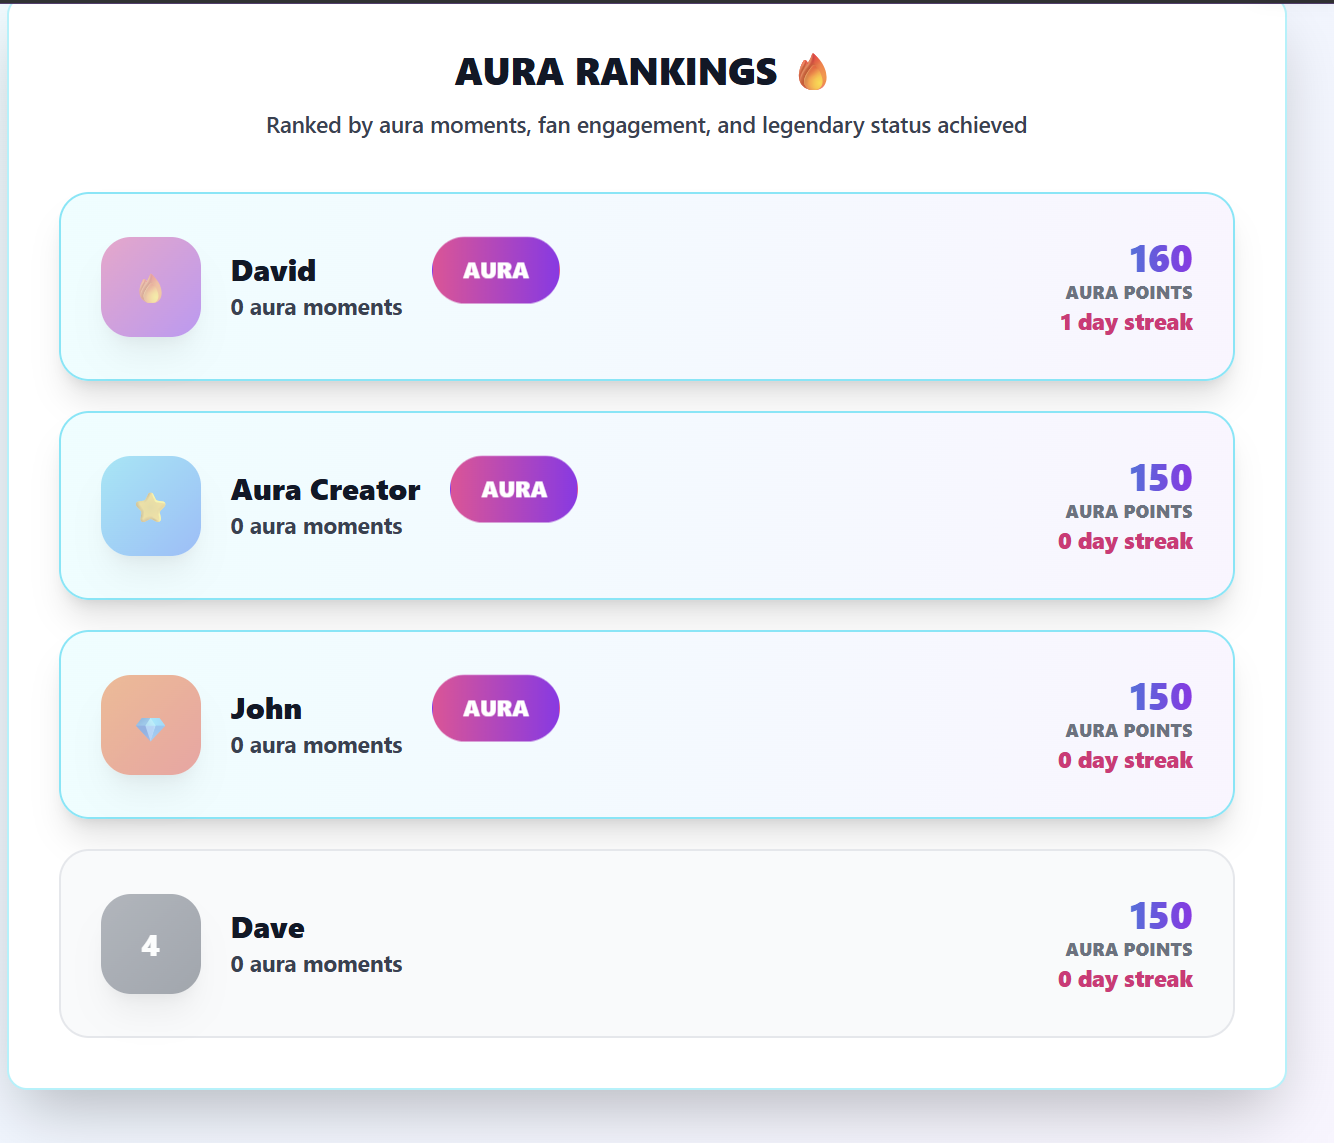 AURA RANKINGS 🔥
Ranked by aura moments, fan engagement, and legendary status achieved
David
AURA
0 aura moments
160
AURA POINTS
1 day streak
Aura Creator
AURA
0 aura moments
150
AURA POINTS
0 day streak
John
AURA
0 aura moments
150
AURA POINTS
0 day streak
4
Dave
0 aura moments
150
AURA POINTS
0 day streak